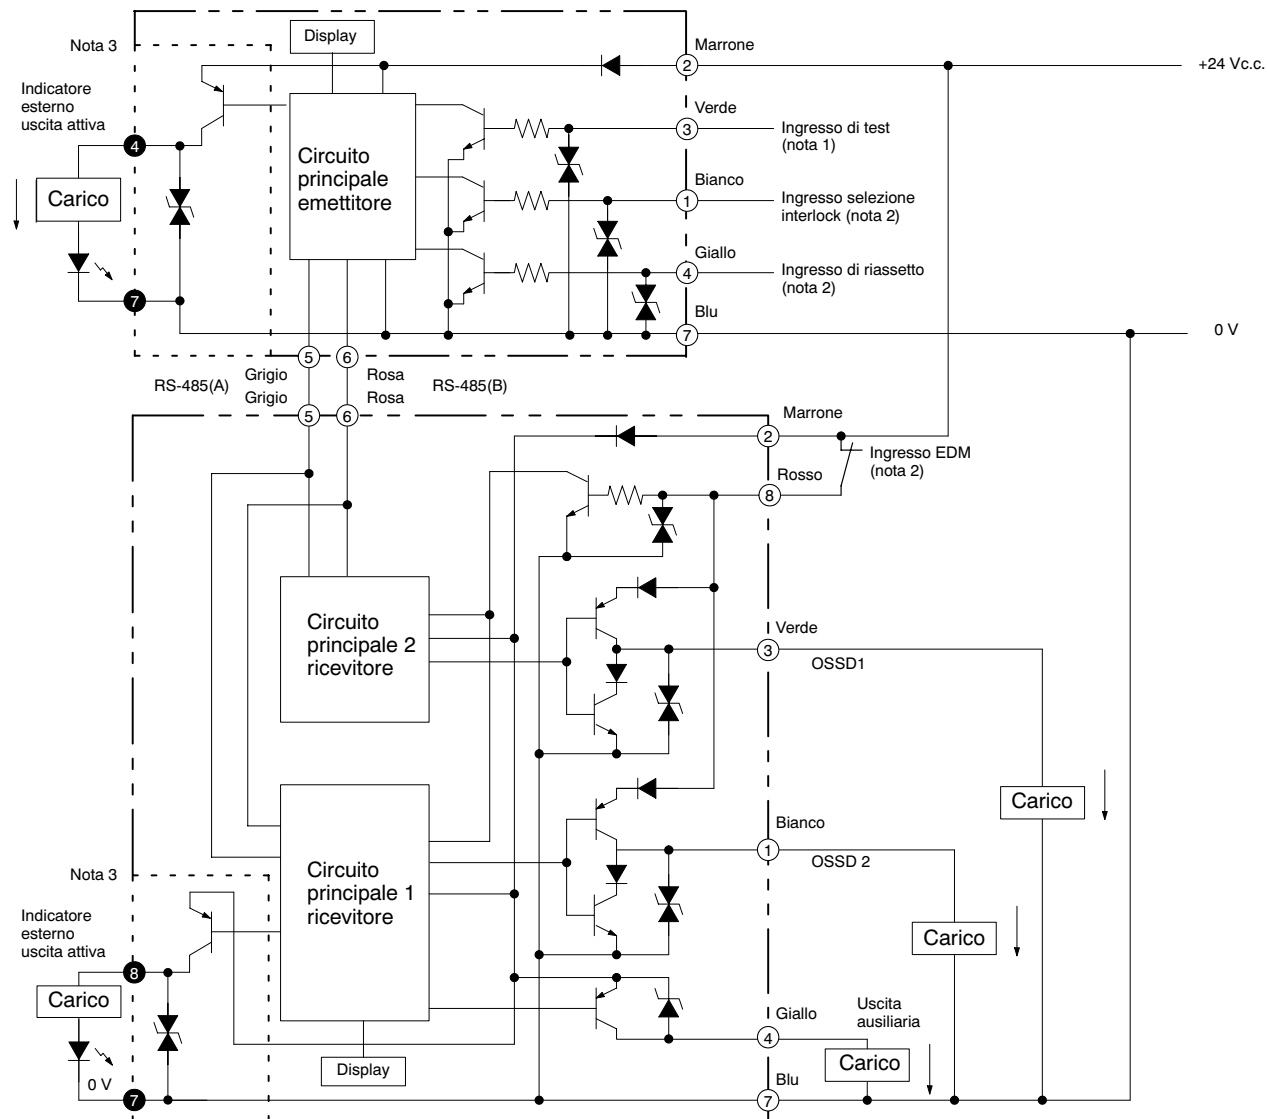 Display
Nota 3
Marrone
2
+24 Vc.c.
Indicatore
esterno
uscita attiva
Verde
3
Ingresso di test
(nota 1)
4
Circuito
principale
emettitore
Carico
Bianco
1
Ingresso selezione
interlock (nota 2)
Giallo
4
Ingresso di riassetto
(nota 2)
7
Blu
7
0 V
5
6
RS-485(A)
Grigio
Rosa
RS-485(B)
Grigio
Rosa
5
6
Marrone
2
Ingresso EDM
(nota 2)
Rosso
8
Circuito
principale 2
ricevitore
Verde
3
OSSD1
Carico
Bianco
1
OSSD 2
Nota 3
Circuito
principale 1
ricevitore
Indicatore
esterno
uscita attiva
Carico
8
Carico
Giallo
4
Uscita
ausiliaria
Carico
Display
0 V
7
Blu
7